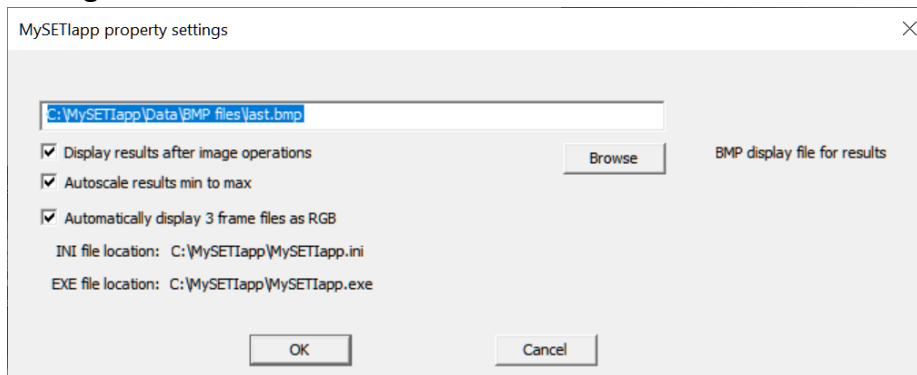 MySETIapp property settings
C:\MySETIapp\Data\BMP files\last.bmp
Display results after image operations
Browse
BMP display file for results
Autoscale results min to max
Automatically display 3 frame files as RGB
INI file location: C:\MySETIapp\MySETIapp.ini
EXE file location: C:\MySETIapp\MySETIapp.exe
OK
Cancel